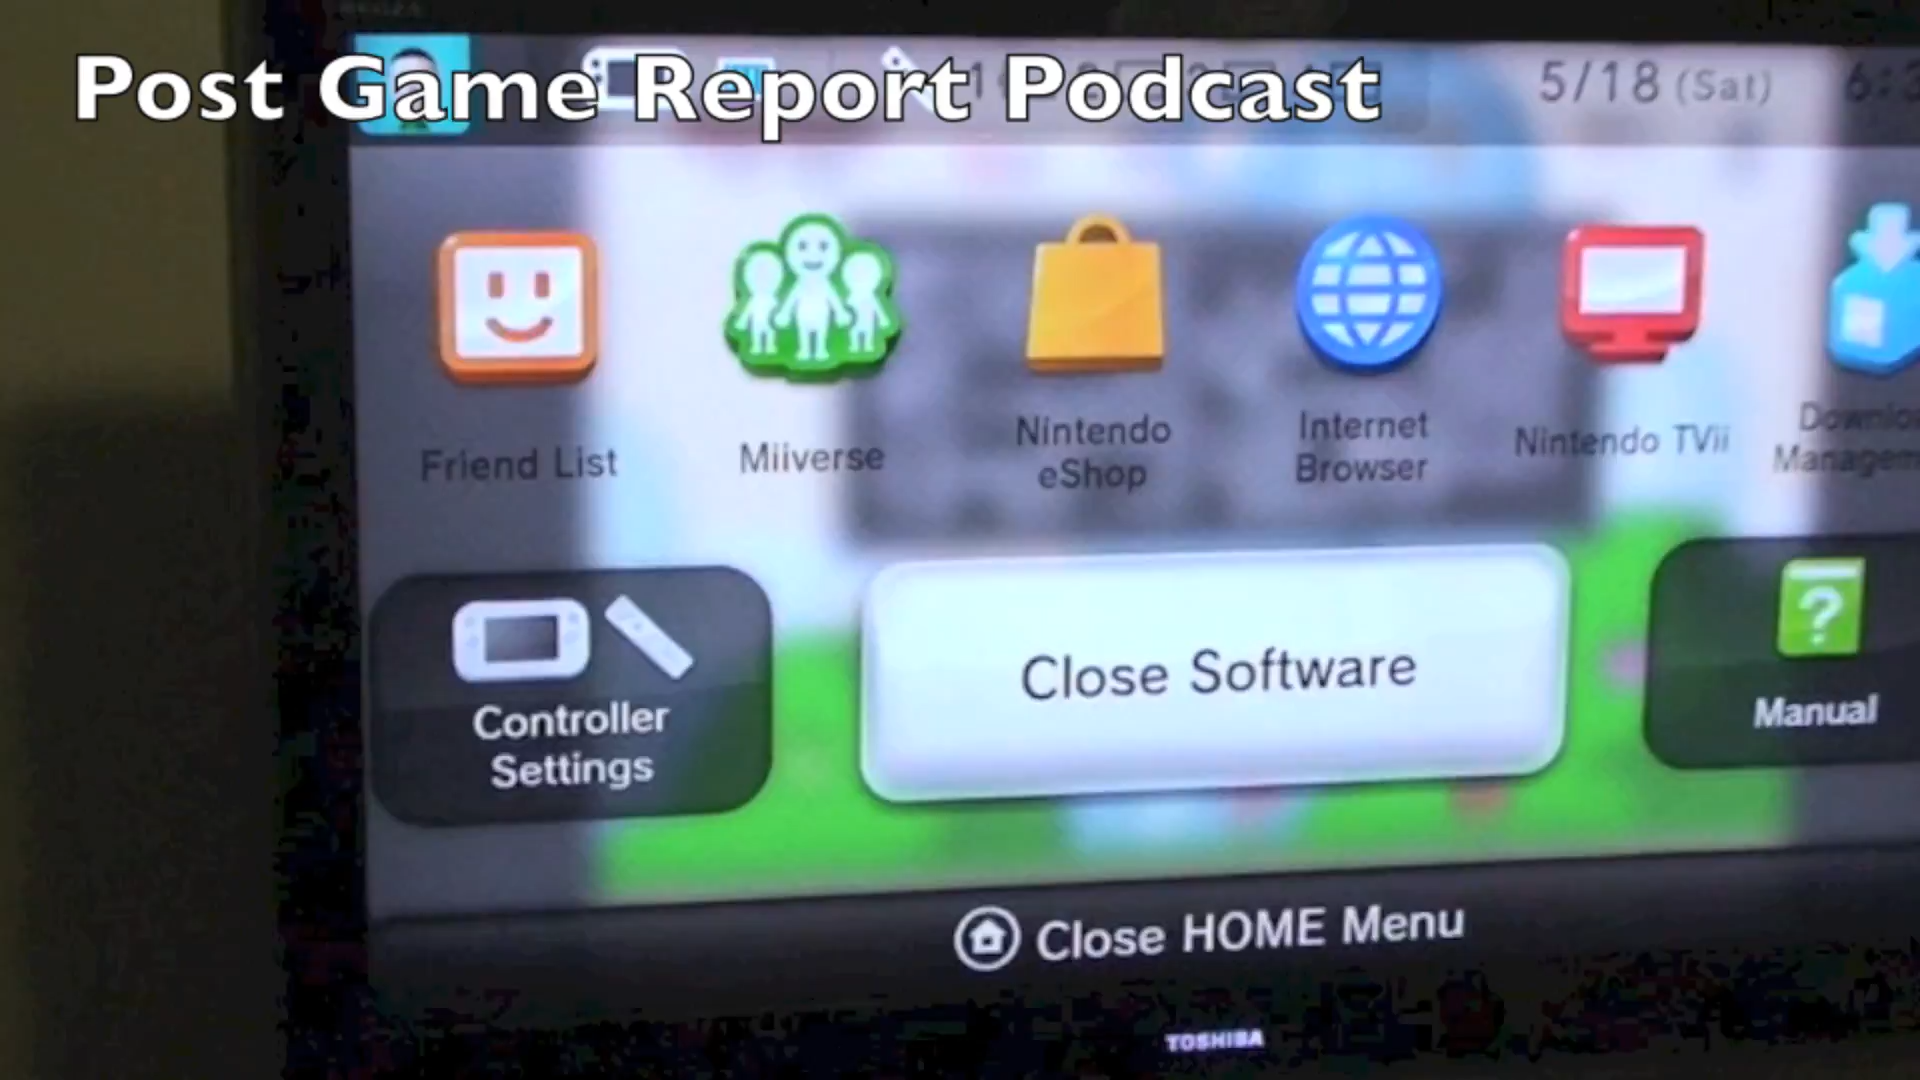 Post Game Report Podcast
5/18 (Sat)
Friend List
Miiverse
Nintendo
eShop
Internet
Browser
Nintendo TVii
Controller
Settings
Close Software
?
Manual
Close HOME Menu
TOSHIBA